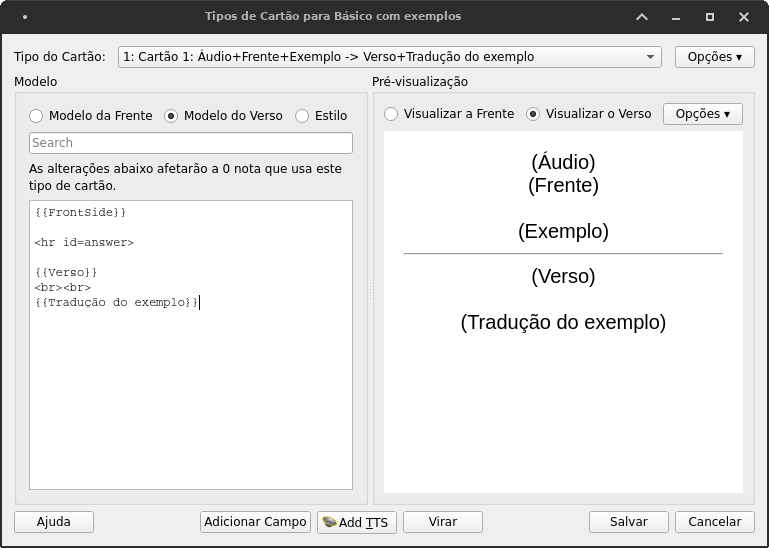 Tipos de Cartão para Básico com exemplos
Tipo do Cartão: 1: Cartão 1: Áudio+Frente+Exemplo -> Verso+Tradução do exemplo Opções ▾
Modelo
Modelo da Frente Modelo do Verso Estilo
Search
As alterações abaixo afetarão a 0 nota que usa este
tipo de cartão.
{{FrontSide}}
<hr id=answer>
{{Verso}}
<br><br>
{{Tradução do exemplo}}
Pré-visualização
Visualizar a Frente Visualizar o Verso Opções ▾
(Áudio)
(Frente)
(Exemplo)
(Verso)
(Tradução do exemplo)
Ajuda Adicionar Campo Add TTS Virar Salvar Cancelar